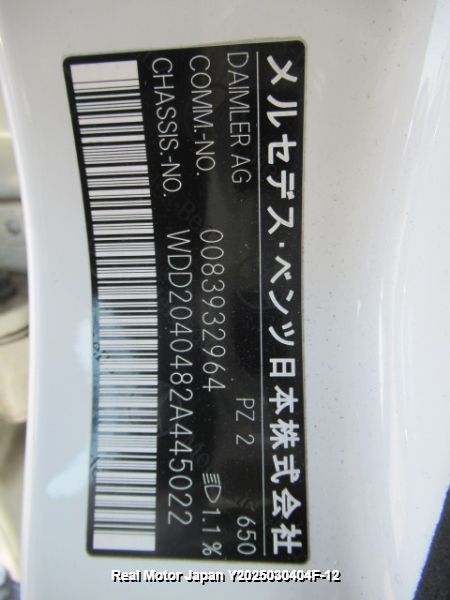 メルセデス・ベンツ日本株式会社
DAIMLER AG PZ 2 650
COMM.-NO. 0083932964 1.1%
CHASSIS.-NO. WDD2040482A445022
Real Motor Japan Y2025030404F-12